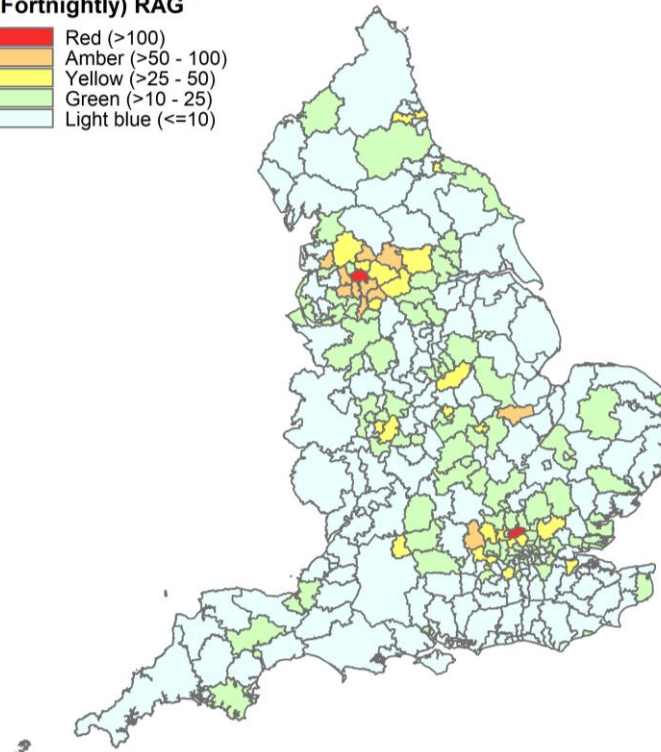 Fortnightly) RAG
Red (>100)
Amber (>50 - 100)
Yellow (>25 - 50)
Green (>10 - 25)
Light blue (<=10)